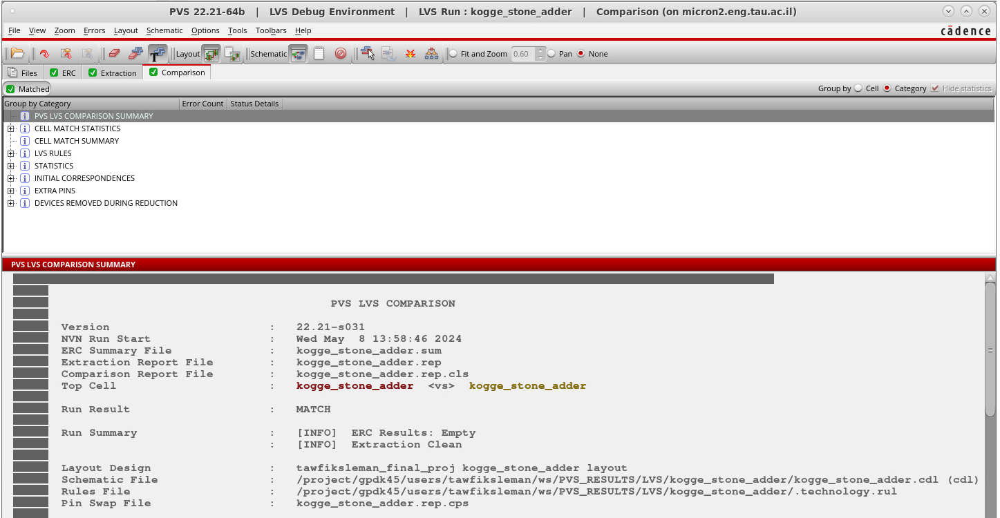 PVS 22.21-64b | LVS Debug Environment | LVS Run : kogge_stone_adder | Comparison (on micron2.eng.tau.ac.il)
File View Zoom Errors Layout Schematic Options Tools Toolbars Help
cādence
Layout Schematic Fit and Zoom 0.60 Pan None
Files ERC Extraction Comparison
Matched Group by Cell Category Hide statistics
Group by Category Error Count Status Details
PVS LVS COMPARISON SUMMARY
CELL MATCH STATISTICS
CELL MATCH SUMMARY
LVS RULES
STATISTICS
INITIAL CORRESPONDENCES
EXTRA PINS
DEVICES REMOVED DURING REDUCTION
PVS LVS COMPARISON SUMMARY
PVS LVS COMPARISON
Version : 22.21-s031
NVN Run Start : Wed May 8 13:58:46 2024
ERC Summary File : kogge_stone_adder.sum
Extraction Report File : kogge_stone_adder.rep
Comparison Report File : kogge_stone_adder.rep.cls
Top Cell : kogge_stone_adder <vs> kogge_stone_adder
Run Result : MATCH
Run Summary : [INFO] ERC Results: Empty
: [INFO] Extraction Clean
Layout Design : tawfiksleman_final_proj kogge_stone_adder layout
Schematic File : /project/gpdk45/users/tawfiksleman/ws/PVS_RESULTS/LVS/kogge_stone_adder/kogge_stone_adder.cdl (cdl)
Rules File : /project/gpdk45/users/tawfiksleman/ws/PVS_RESULTS/LVS/kogge_stone_adder/.technology.rul
Pin Swap File : kogge_stone_adder.rep.cps